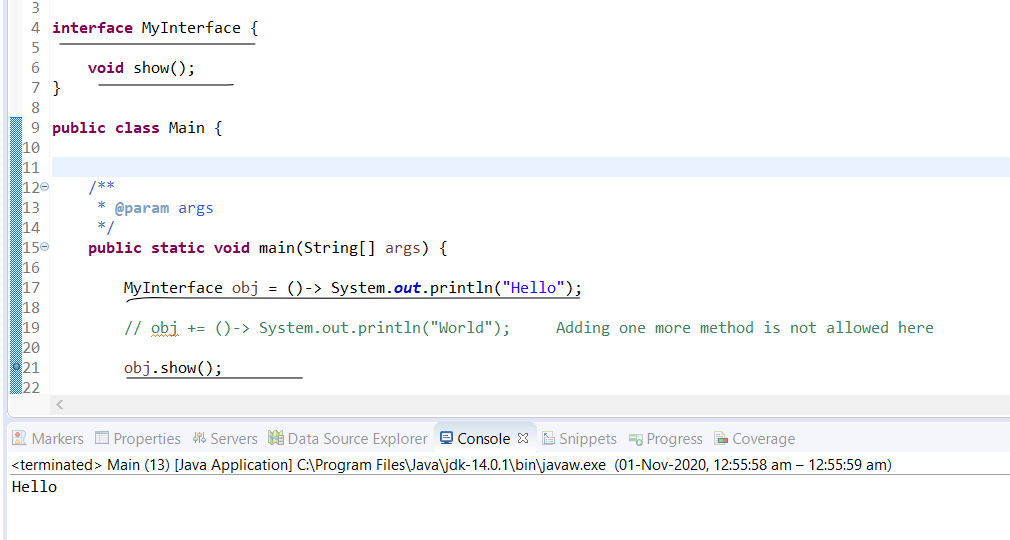 3
4 interface MyInterface {
5
6 void show();
7 }
8
9 public class Main {
10
11
12 /**
13 * @param args
14 */
15 public static void main(String[] args) {
16
17 MyInterface obj = ()-> System.out.println("Hello");
18
19 // obj += ()-> System.out.println("World"); Adding one more method is not allowed here
20
21 obj.show();
22
Markers Properties Servers Data Source Explorer Console Snippets Progress Coverage
<terminated> Main (13) [Java Application] C:\Program Files\Java\jdk-14.0.1\bin\javaw.exe (01-Nov-2020, 12:55:58 am – 12:55:59 am)
Hello